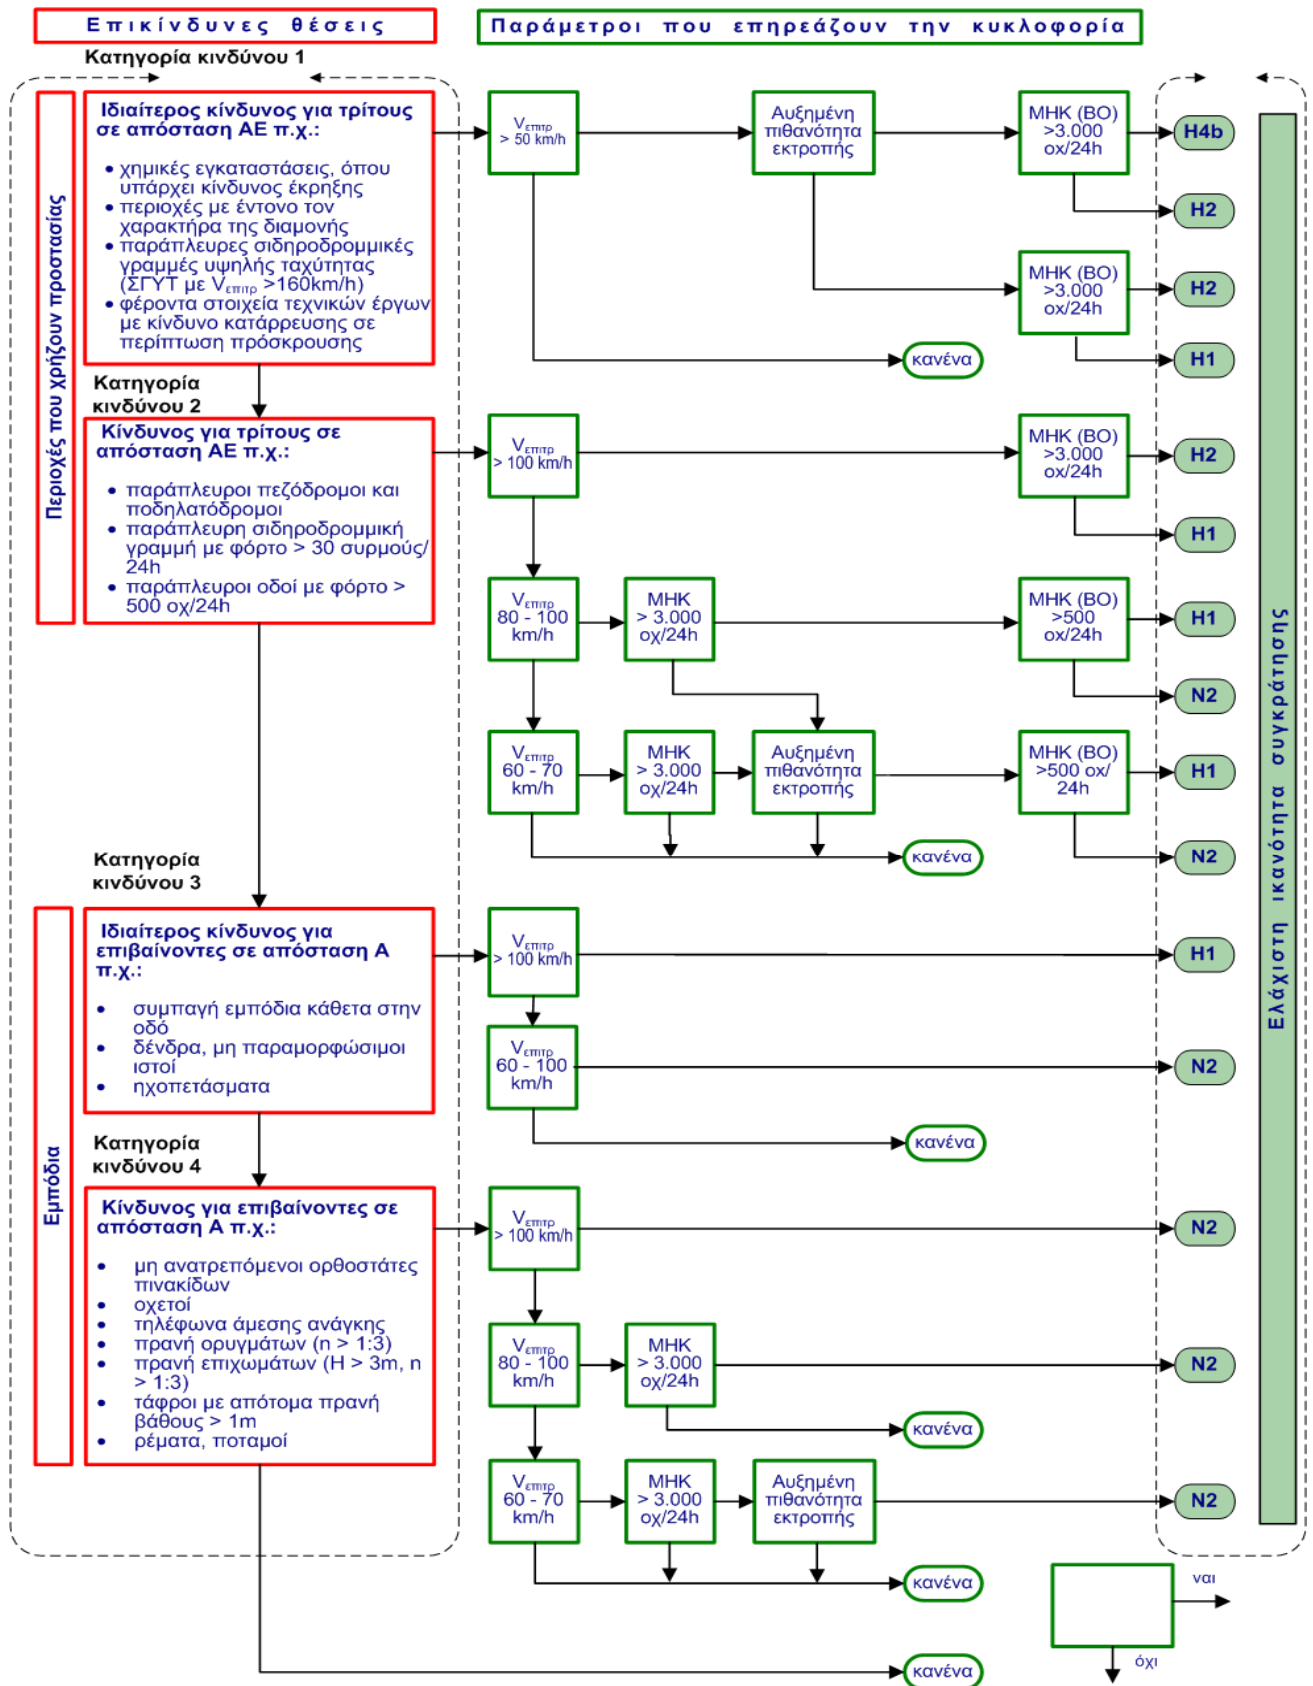 Επικίνδυνες θέσεις
Παράμετροι που επηρεάζουν την κυκλοφορία
Κατηγορία κινδύνου 1
Περιοχές που χρήζουν προστασίας
Ιδιαίτερος κίνδυνος για τρίτους
σε απόσταση ΑΕ π.χ.:
• χημικές εγκαταστάσεις, όπου
υπάρχει κίνδυνος έκρηξης
• περιοχές με έντονο τον
χαρακτήρα της διαμονής
• παράπλευρες σιδηροδρομμικές
γραμμές υψηλής ταχύτητας
(ΣΓΥΤ με Vεπιτρ >160km/h)
• φέροντα στοιχεία τεχνικών έργων
με κίνδυνο κατάρρευσης σε
περίπτωση πρόσκρουσης
Vεπιτρ
> 50 km/h
Αυξημένη
πιθανότητα
εκτροπής
ΜΗΚ (ΒΟ)
>3.000
οχ/24h
H4b
H2
ΜΗΚ (ΒΟ)
>3.000
οχ/24h
H2
H1
κανένα
Κατηγορία
κινδύνου 2
Κίνδυνος για τρίτους σε
απόσταση ΑΕ π.χ.:
• παράπλευροι πεζόδρομοι και
ποδηλατόδρομοι
• παράπλευρη σιδηροδρομμική
γραμμή με φόρτο > 30 συρμούς/
24h
• παράπλευροι οδοί με φόρτο >
500 οχ/24h
Vεπιτρ
> 100 km/h
ΜΗΚ (ΒΟ)
>3.000
οχ/24h
H2
H1
Vεπιτρ
80 - 100
km/h
ΜΗΚ
> 3.000
οχ/24h
ΜΗΚ (ΒΟ)
>500
οχ/24h
H1
N2
Vεπιτρ
60 - 70
km/h
ΜΗΚ
> 3.000
οχ/24h
Αυξημένη
πιθανότητα
εκτροπής
ΜΗΚ (ΒΟ)
>500 οχ/
24h
H1
κανένα
N2
Κατηγορία
κινδύνου 3
Εμπόδια
Ιδιαίτερος κίνδυνος για
επιβαίνοντες σε απόσταση Α
π.χ.:
• συμπαγή εμπόδια κάθετα στην
οδό
• δένδρα, μη παραμορφώσιμοι
ιστοί
• ηχοπετάσματα
Vεπιτρ
> 100 km/h
H1
Vεπιτρ
60 - 100
km/h
N2
κανένα
Κατηγορία
κινδύνου 4
Κίνδυνος για επιβαίνοντες σε
απόσταση Α π.χ.:
• μη ανατρεπόμενοι ορθοστάτες
πινακίδων
• οχετοί
• τηλέφωνα άμεσης ανάγκης
• πρανή ορυγμάτων (n > 1:3)
• πρανή επιχωμάτων (H > 3m, n
> 1:3)
• τάφροι με απότομα πρανή
βάθους > 1m
• ρέματα, ποταμοί
Vεπιτρ
> 100 km/h
N2
Vεπιτρ
80 - 100
km/h
ΜΗΚ
> 3.000
οχ/24h
N2
κανένα
Vεπιτρ
60 - 70
km/h
ΜΗΚ
> 3.000
οχ/24h
Αυξημένη
πιθανότητα
εκτροπής
N2
κανένα
κανένα
Ελάχιστη ικανότητα συγκράτησης
ναι
όχι